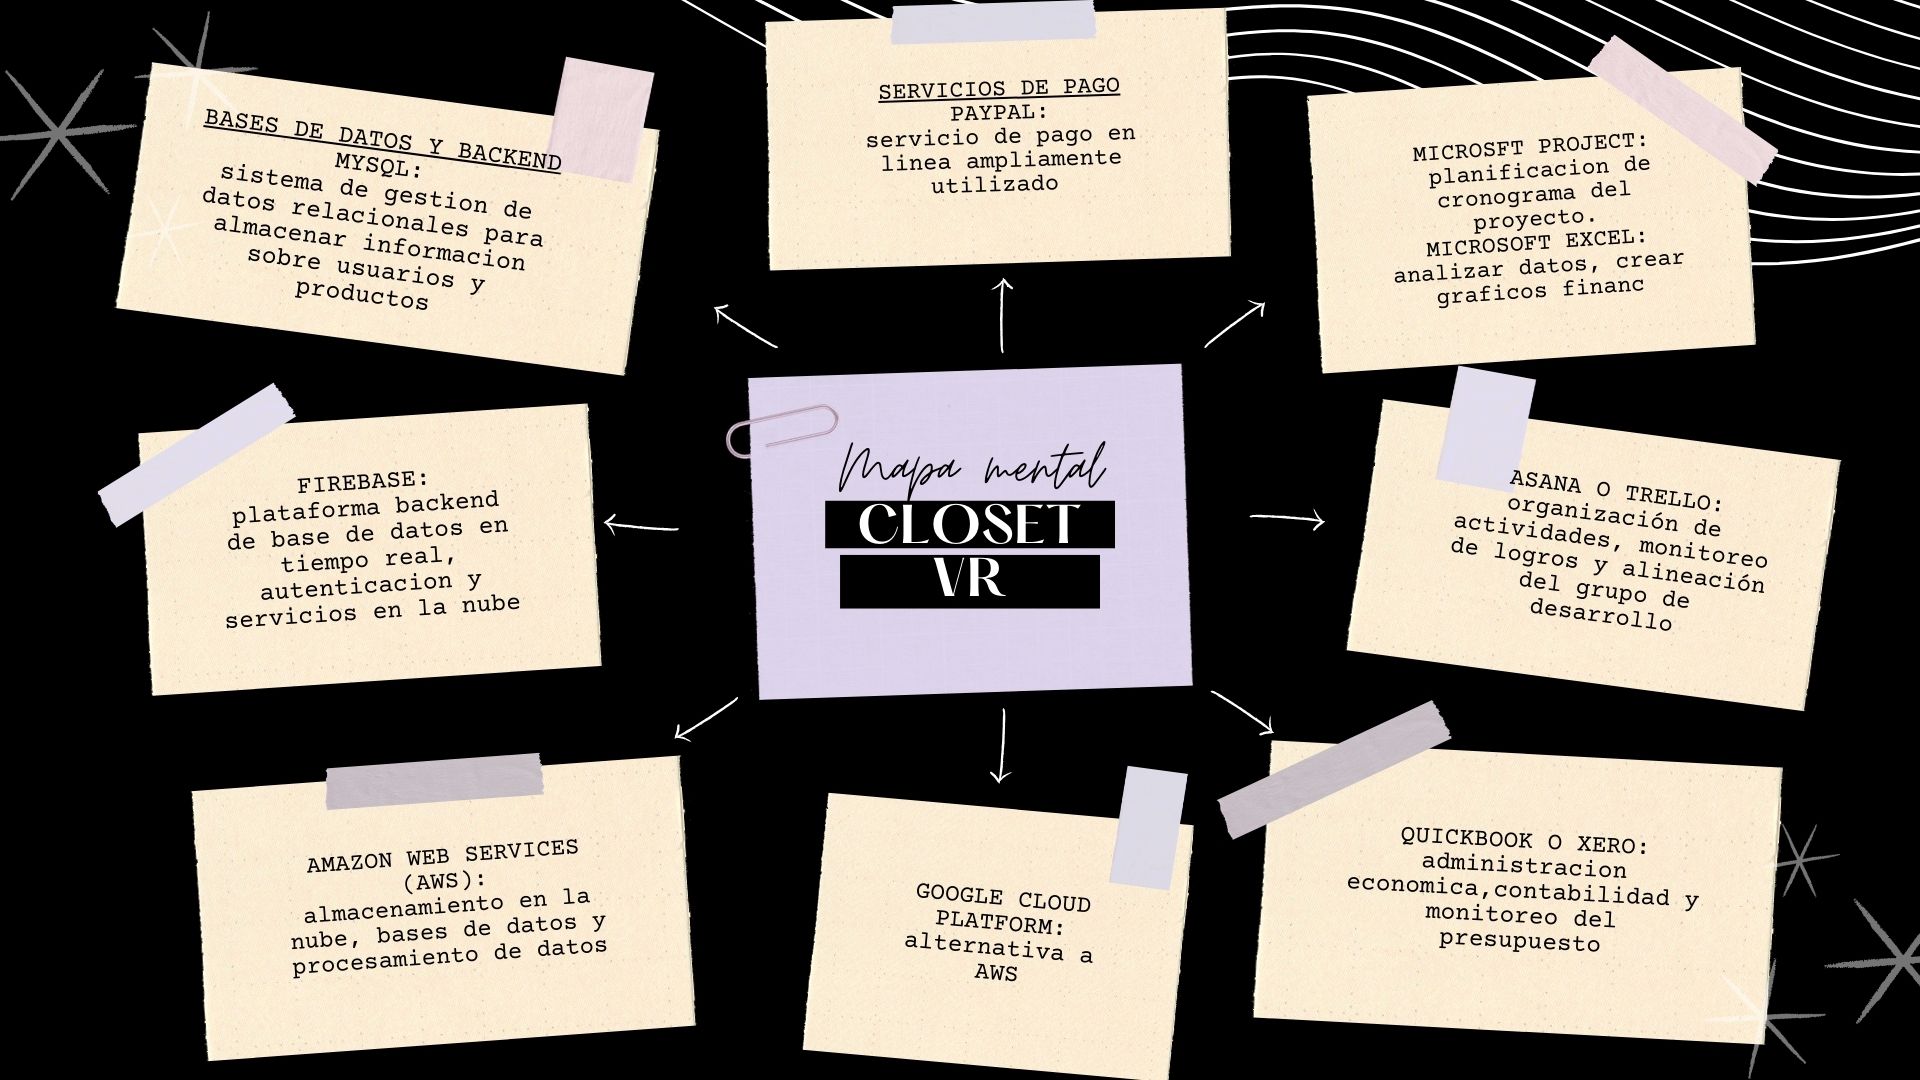 BASES DE DATOS Y BACKEND
MYSQL:
sistema de gestion de
datos relacionales para
almacenar informacion
sobre usuarios y
productos
SERVICIOS DE PAGO
PAYPAL:
servicio de pago en
linea ampliamente
utilizado
MICROSFT PROJECT:
planificacion de
cronograma del
proyecto.
MICROSOFT EXCEL:
analizar datos, crear
graficos financ
FIREBASE:
plataforma backend
de base de datos en
tiempo real,
autenticacion y
servicios en la nube
Mapa mental
CLOSET
VR
ASANA O TRELLO:
organización de
actividades, monitoreo
de logros y alineación
del grupo de
desarrollo
AMAZON WEB SERVICES
(AWS):
almacenamiento en la
nube, bases de datos y
procesamiento de datos
GOOGLE CLOUD
PLATFORM:
alternativa a
AWS
QUICKBOOK O XERO:
administracion
economica,contabilidad y
monitoreo del
presupuesto